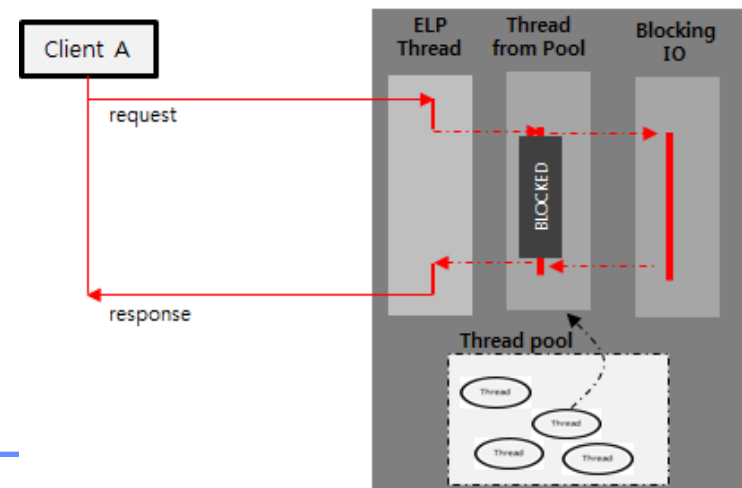 Client A
ELP
Thread
Thread
from Pool
Blocking
IO
request
BLOCKED
response
Thread pool
Thread
Thread
Thread
Thread